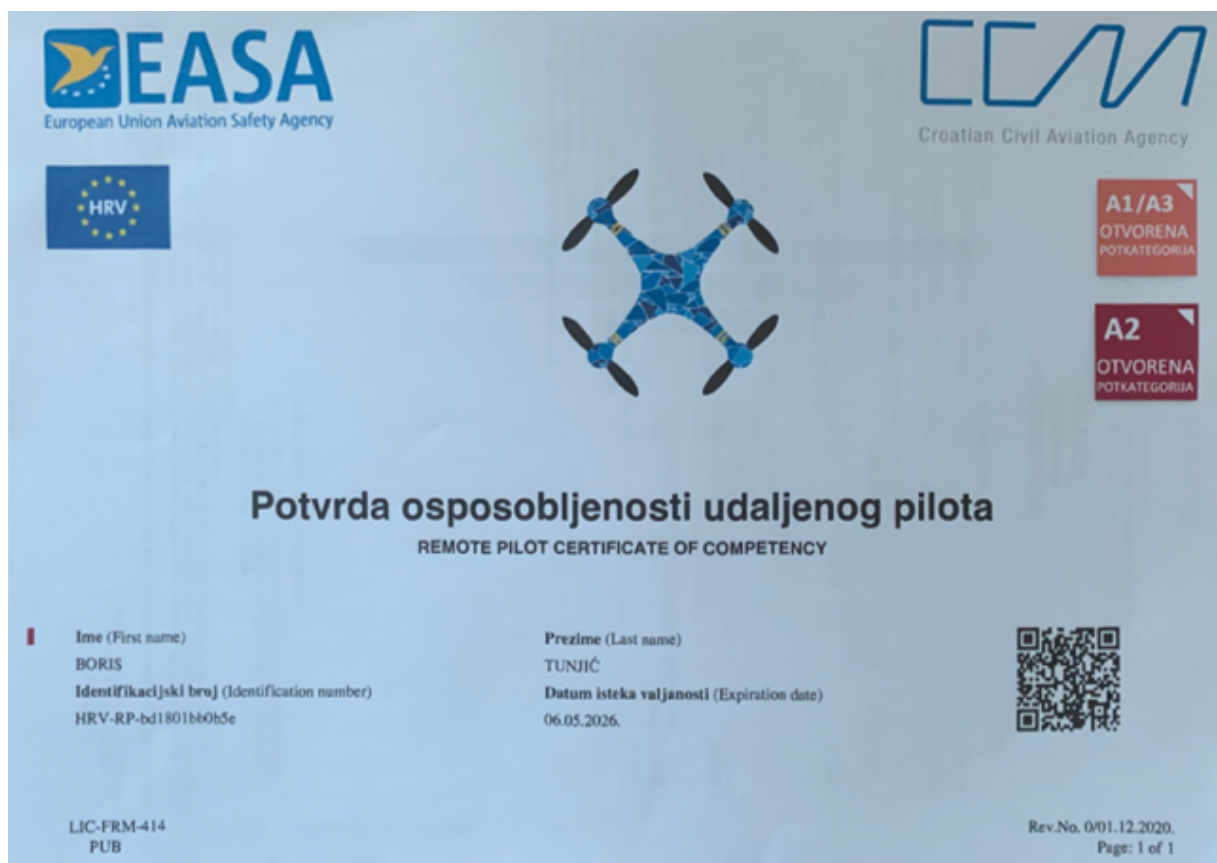 EASA
European Union Aviation Safety Agency
CCAA
Croatian Civil Aviation Agency
HRV
A1/A3
OTVORENA
POTKATEGORIJA
A2
OTVORENA
POTKATEGORIJA
Potvrda osposobljenosti udaljenog pilota
REMOTE PILOT CERTIFICATE OF COMPETENCY
Ime (First name)
BORIS
Identifikacijski broj (Identification number)
HRV-RP-bd1801bb0b5e
Prezime (Last name)
TUNJIĆ
Datum isteka valjanosti (Expiration date)
06.05.2026.
LIC-FRM-414
PUB
Rev.No. 0/01.12.2020.
Page: 1 of 1